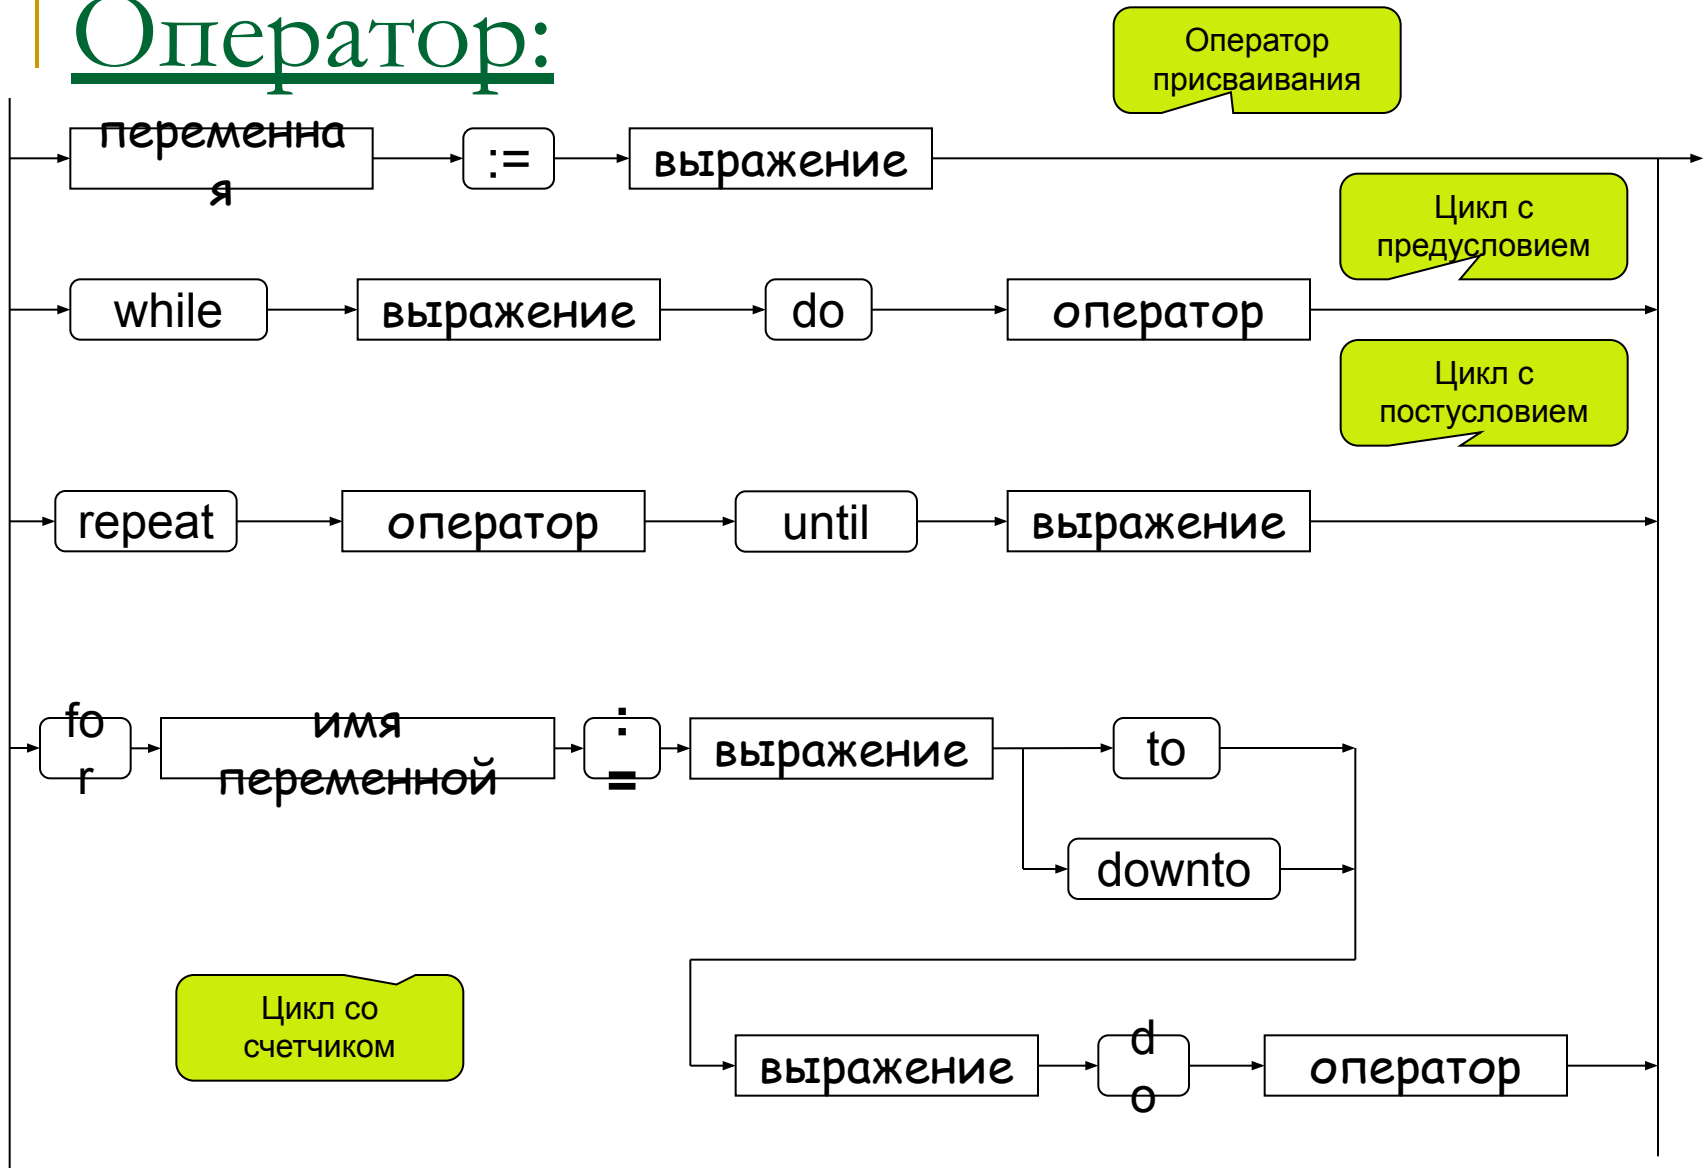 Оператор:
Оператор
присваивания
переменна
я
:=
выражение
Цикл с
предусловием
while
выражение
do
оператор
Цикл с
постусловием
repeat
оператор
until
выражение
fo
r
имя
переменной
:
=
выражение
to
downto
Цикл со
счетчиком
выражение
d
o
оператор